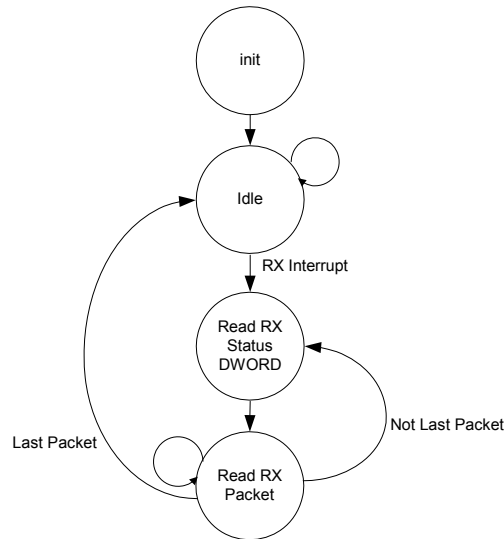 init
Idle
RX Interrupt
Read RX
Status
DWORD
Not Last Packet
Last Packet
Read RX
Packet